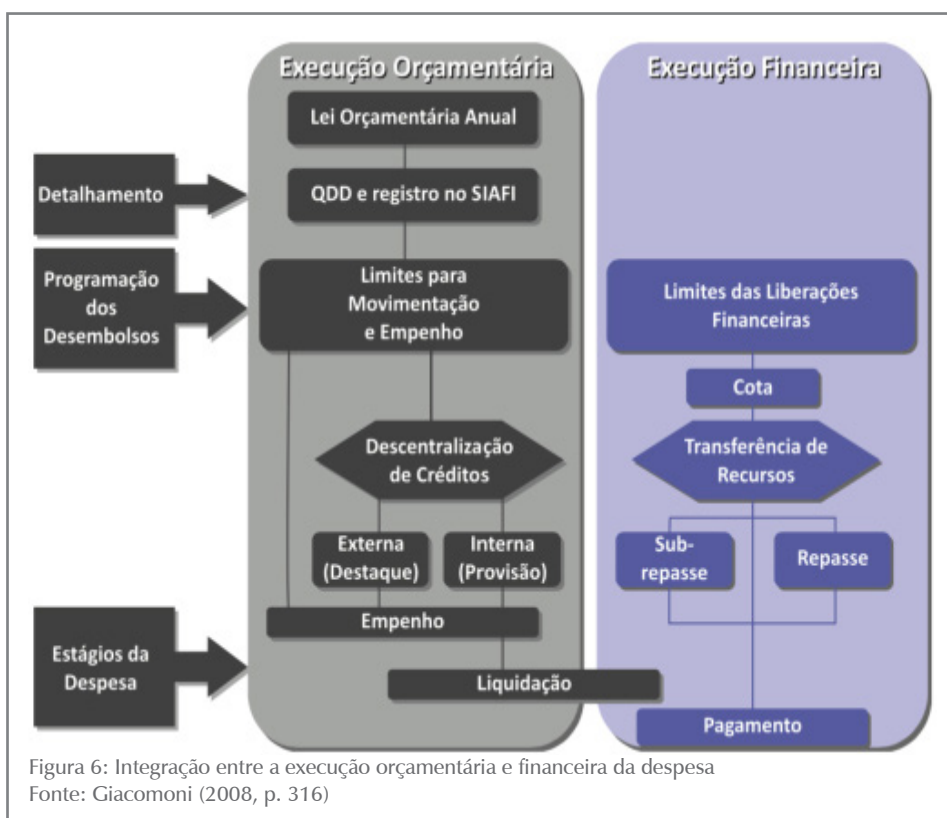 Execução Orçamentária
Execução Financeira
Lei Orçamentária Anual
Detalhamento
QDD e registro no SIAFI
Programação
dos
Desembolsos
Limites para
Movimentação
e Empenho
Limites das Liberações
Financeiras
Cota
Descentralização
de Créditos
Transferência de
Recursos
Externa
(Destaque)
Interna
(Provisão)
Sub-
repasse
Repasse
Empenho
Estágios da
Despesa
Liquidação
Pagamento
Figura 6: Integração entre a execução orçamentária e financeira da despesa
Fonte: Giacomoni (2008, p. 316)